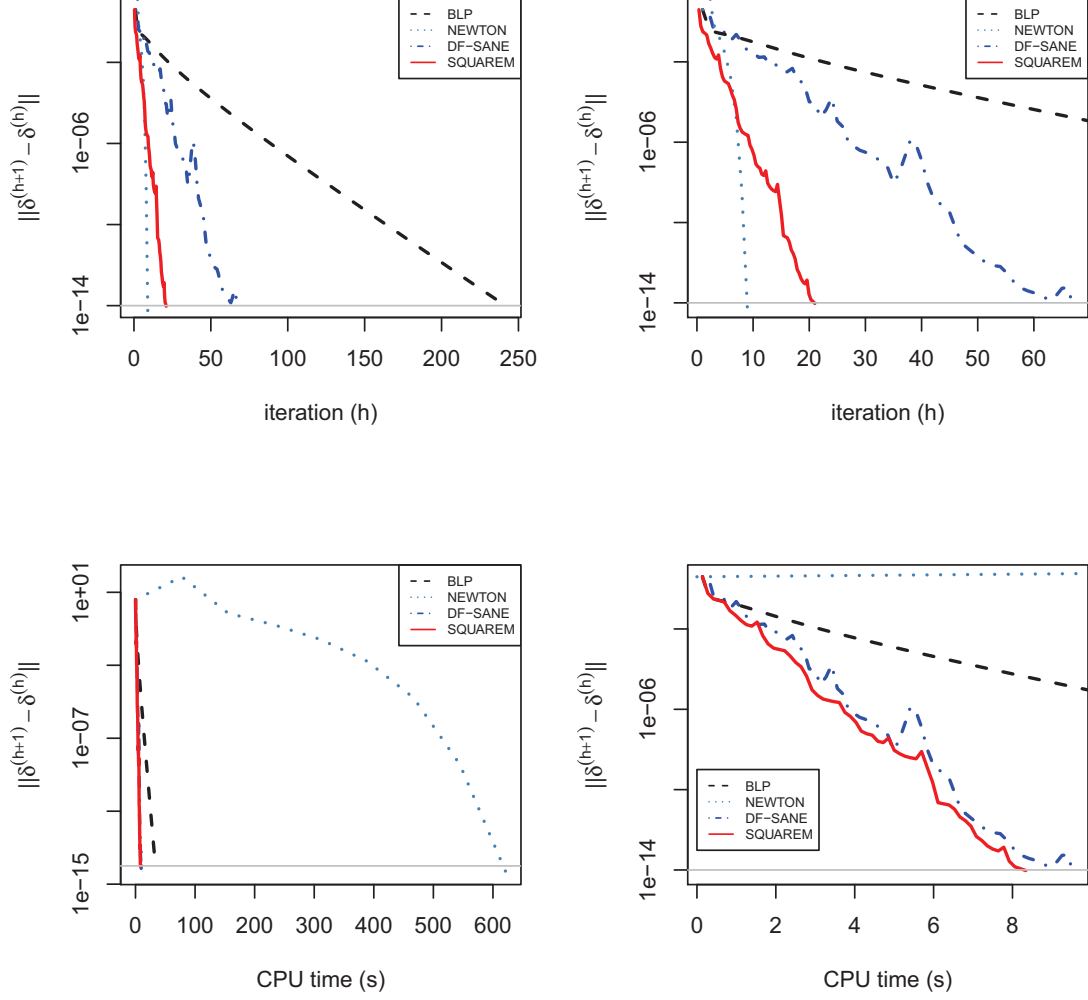 ||δ(h+1) − δ(h)||
1e−14
1e−06
BLP
NEWTON
DF−SANE
SQUAREM
0
50
100
150
200
250
iteration (h)
||δ(h+1) − δ(h)||
1e−14
1e−06
BLP
NEWTON
DF−SANE
SQUAREM
0
10
20
30
40
50
60
iteration (h)
||δ(h+1) − δ(h)||
1e−15
1e−07
1e+01
BLP
NEWTON
DF−SANE
SQUAREM
0
100
200
300
400
500
600
CPU time (s)
||δ(h+1) − δ(h)||
1e−14
1e−06
BLP
NEWTON
DF−SANE
SQUAREM
0
2
4
6
8
CPU time (s)